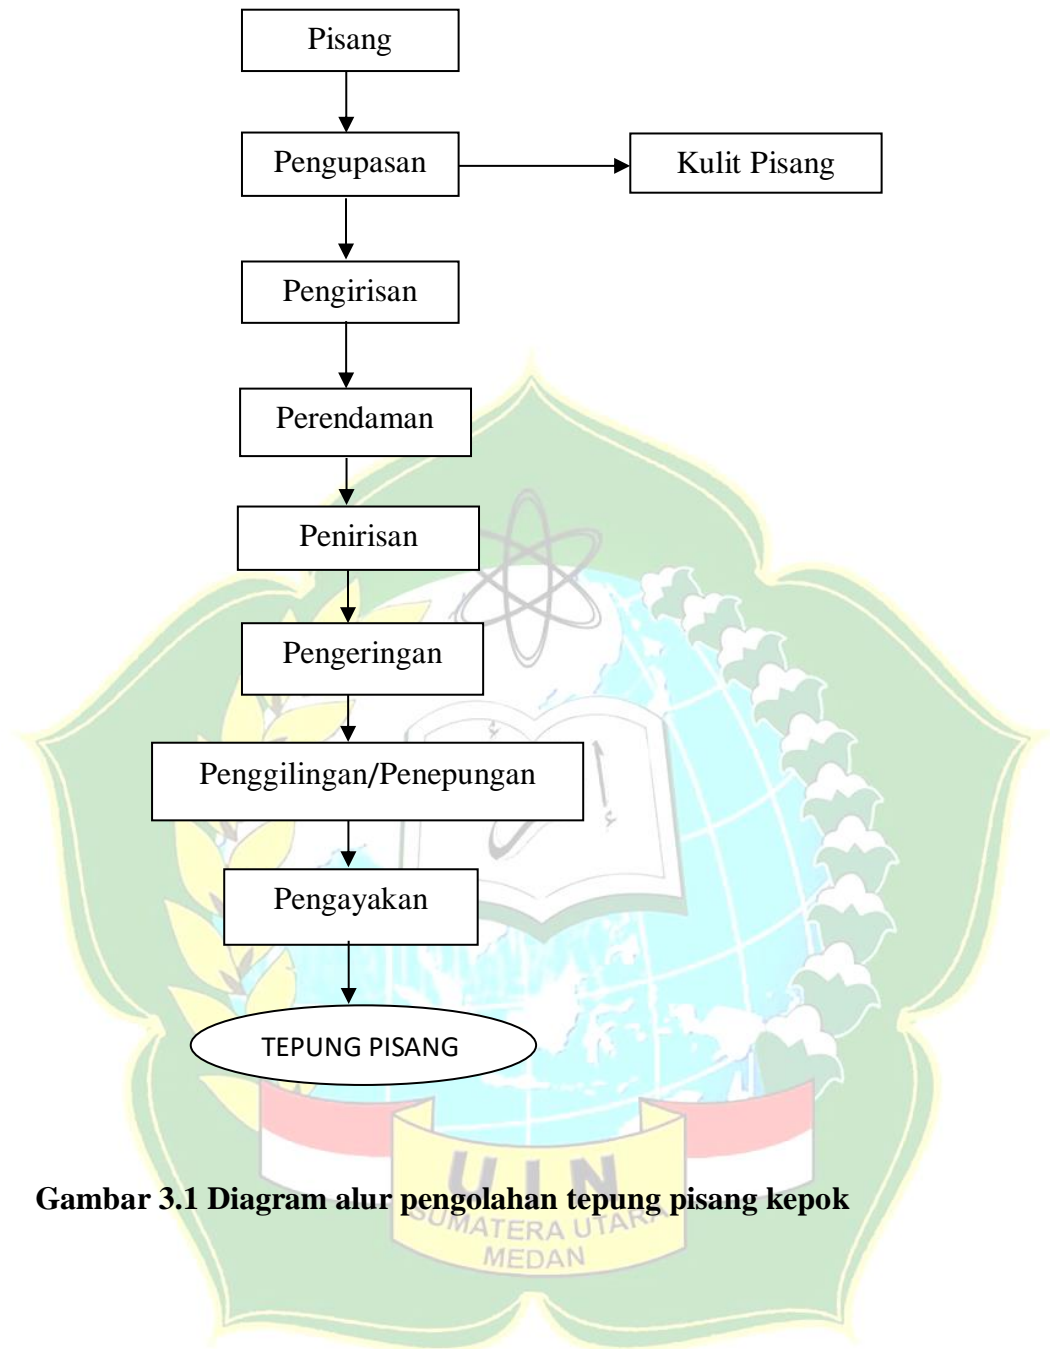 Pisang
Pengupasan
Kulit Pisang
Pengirisan
Perendaman
Penirisan
Pengeringan
Penggilingan/Penepungan
Pengayakan
TEPUNG PISANG
Gambar 3.1 Diagram alur pengolahan tepung pisang kepok
UIN
SUMATERA UTARA
MEDAN